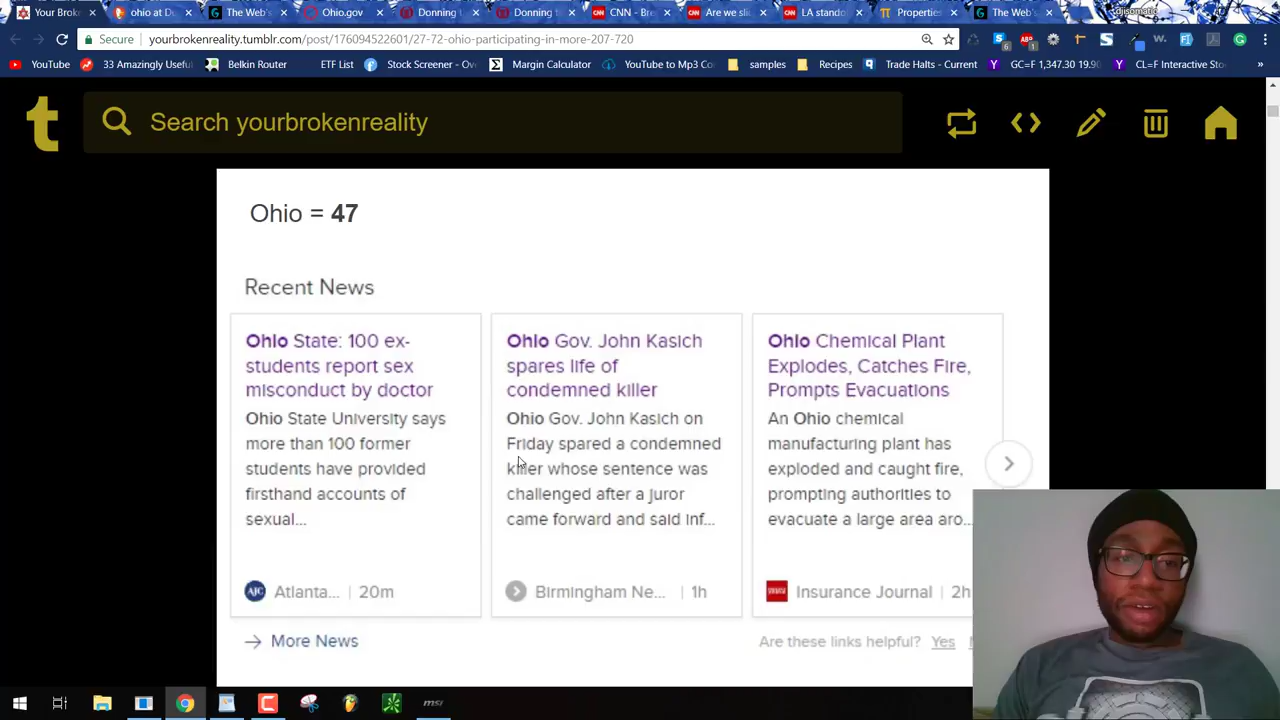 Your Brok
ohio at D
The Web's
Ohio.gov
Donning
Donning
CNN - Bre
Are we sli
LA stando
Properties
The Web's
djisomatic
Secure
yourbrokenreality.tumblr.com/post/176094522601/27-72-ohio-participating-in-more-207-720
YouTube
33 Amazingly Usefu
Belkin Router
ETF List
Stock Screener - Ov
Margin Calculator
YouTube to Mp3 Co
samples
Recipes
Trade Halts - Current
GC=F 1,347.30 19.90
CL=F Interactive Sto
»
t
Search yourbrokenreality
Ohio = 47
Recent News
Ohio State: 100 ex-
students report sex
misconduct by doctor
Ohio State University says
more than 100 former
students have provided
firsthand accounts of
sexual...
AJC Atlanta... | 20m
Ohio Gov. John Kasich
spares life of
condemned killer
Ohio Gov. John Kasich on
Friday spared a condemned
killer whose sentence was
challenged after a juror
came forward and said inf...
Birmingham Ne... | 1h
Ohio Chemical Plant
Explodes, Catches Fire,
Prompts Evacuations
An Ohio chemical
manufacturing plant has
exploded and caught fire,
prompting authorities to
evacuate a large area aro...
Insurance Journal | 2h
More News
Are these links helpful? Yes
msi